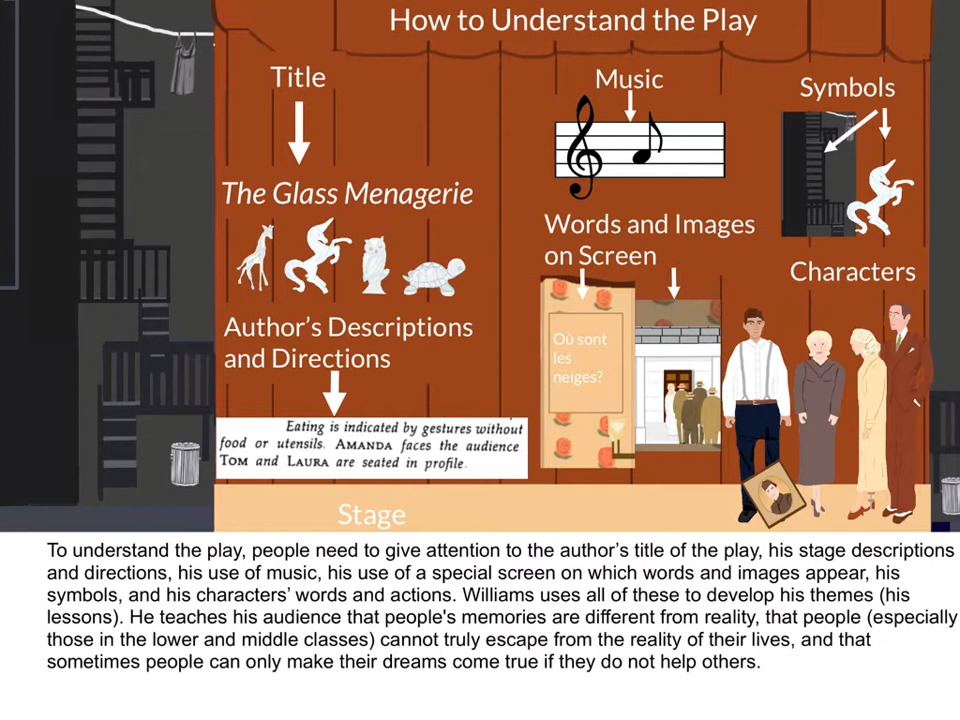 How to Understand the Play
Title
The Glass Menagerie
Author’s Descriptions
and Directions
Eating is indicated by gestures without
food or utensils. AMANDA faces the audience
TOM and LAURA are seated in profile.
Music
Words and Images
on Screen
Où sont
les
neiges?
Symbols
Characters
Stage
To understand the play, people need to give attention to the author’s title of the play, his stage descriptions
and directions, his use of music, his use of a special screen on which words and images appear, his
symbols, and his characters’ words and actions. Williams uses all of these to develop his themes (his
lessons). He teaches his audience that people's memories are different from reality, that people (especially
those in the lower and middle classes) cannot truly escape from the reality of their lives, and that
sometimes people can only make their dreams come true if they do not help others.